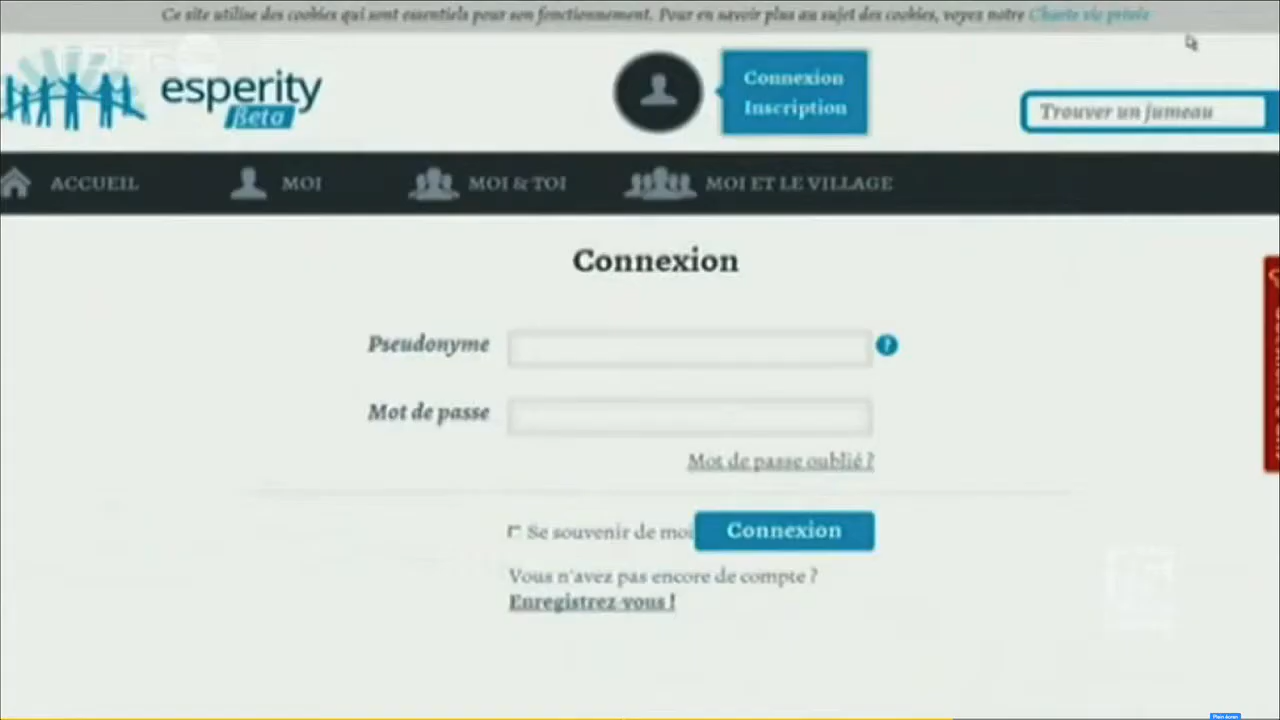 Ce site utilise des cookies qui sont essentiels pour son fonctionnement. Pour en savoir plus au sujet des cookies, voyez notre Charte vie privée
esperity
Beta
Connexion
Inscription
Trouver un jumeau
ACCUEIL MOI MOI & TOI MOI ET LE VILLAGE
Connexion
Pseudonyme ?
Mot de passe
Mot de passe oublié ?
Se souvenir de moi Connexion
Vous n'avez pas encore de compte ?
Enregistrez-vous !
Plein écran